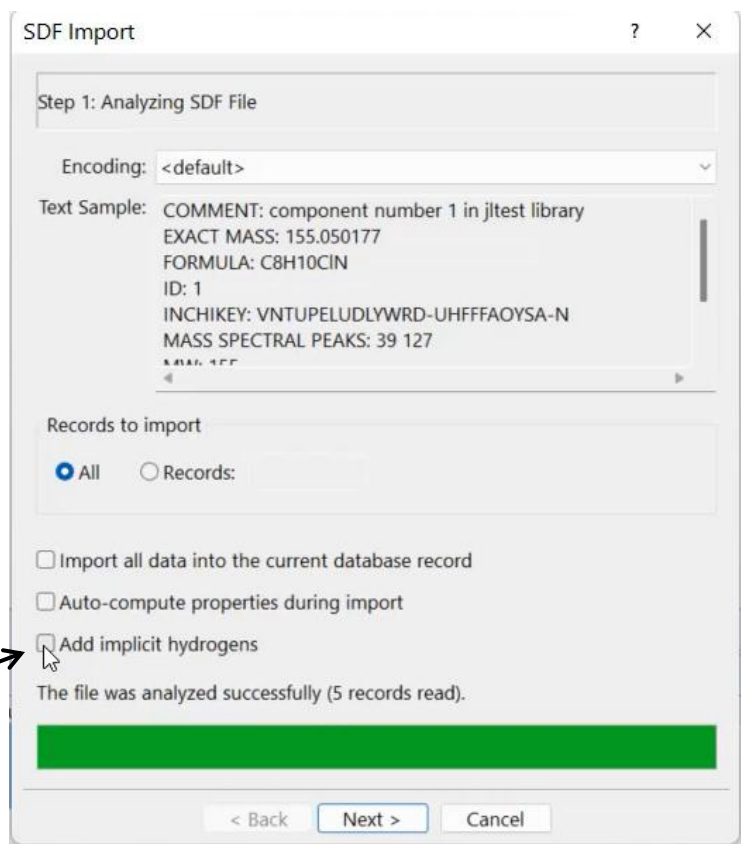 SDF Import
?
Step 1: Analyzing SDF File
Encoding: <default>
Text Sample: COMMENT: component number 1 in jltest library
EXACT MASS: 155.050177
FORMULA: C8H10ClN
ID: 1
INCHIKEY: VNTUPELUDLYWRD-UHFFFAOYSA-N
MASS SPECTRAL PEAKS: 39 127
MW: 155
Records to import
All Records:
Import all data into the current database record
Auto-compute properties during import
Add implicit hydrogens
The file was analyzed successfully (5 records read).
< Back Next > Cancel